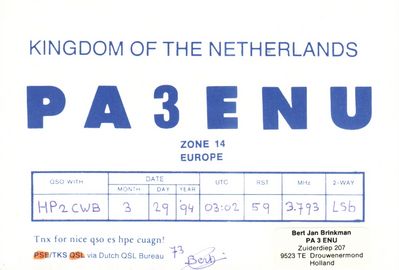 KINGDOM OF THE NETHERLANDS
PA3ENU
ZONE 14
EUROPE
QSO WITH DATE UTC RST MHz 2-WAY
MONTH DAY YEAR
HP2CWB 3 29 '94 03:02 59 3.793 LSb
Tnx for nice qso es hpe cuagn!
PSE/TKS QSL via Dutch QSL Bureau 73 Bert
Bert Jan Brinkman
PA 3 ENU
Zuiderdiep 207
9523 TE Drouwenermond
Holland